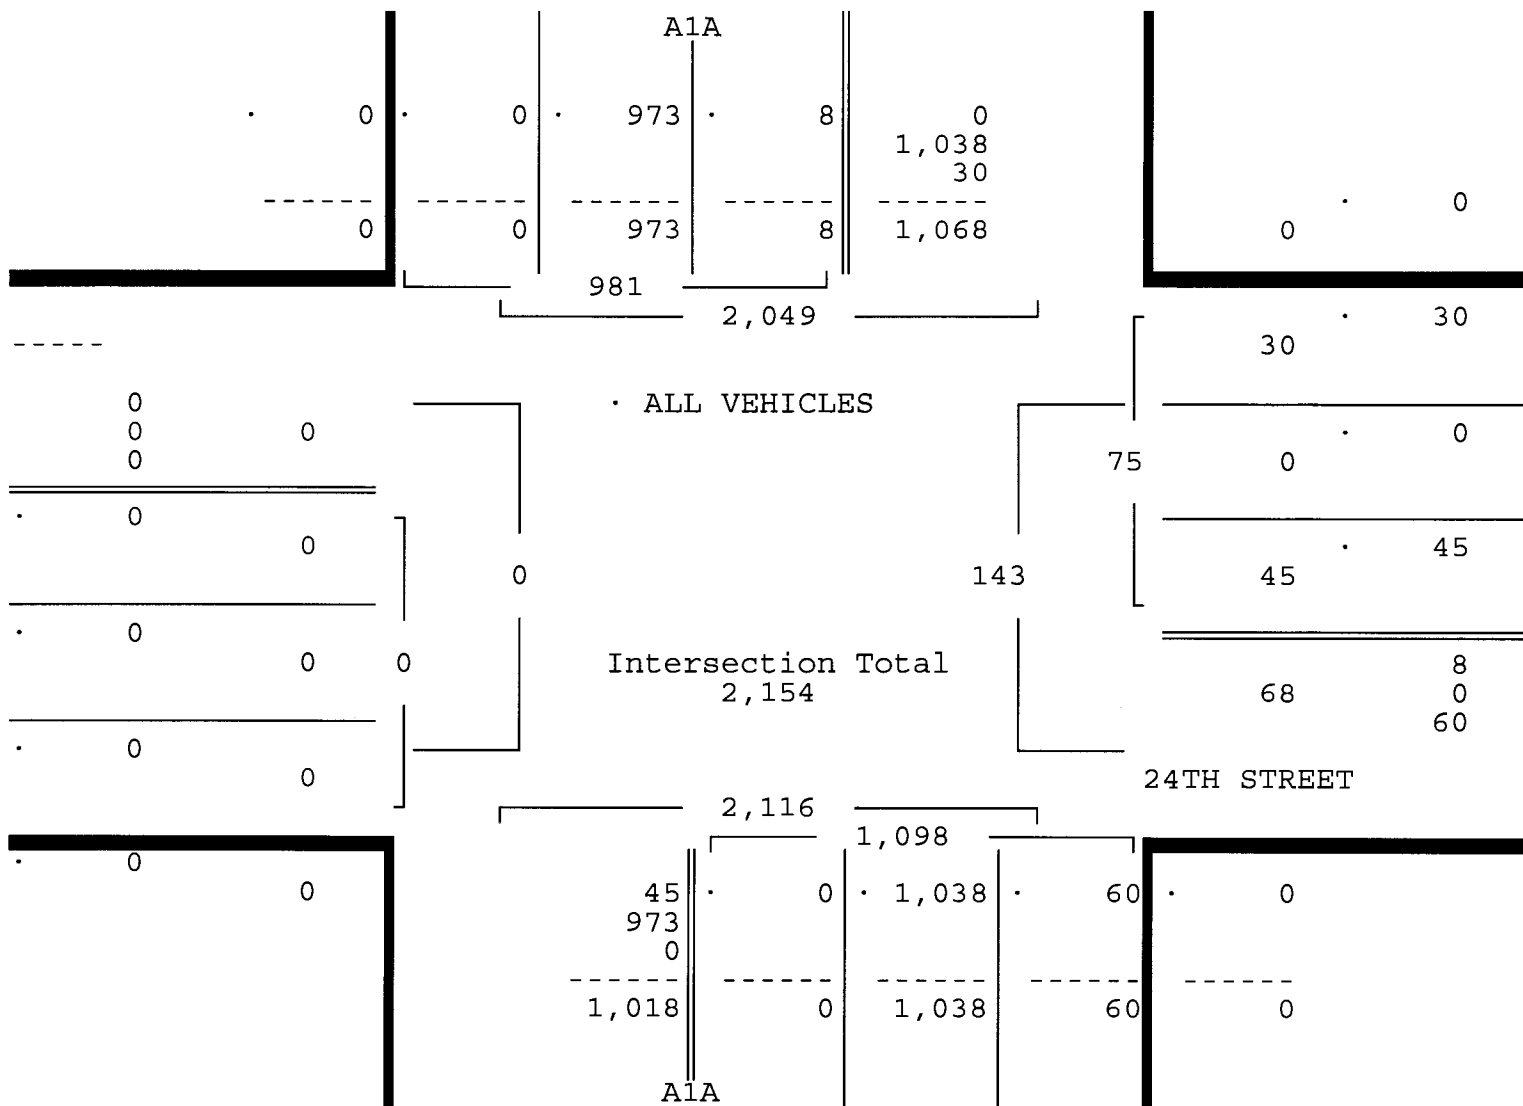 A1A
· 0 · 0 · 973 · 8 0
1,038
30
------ ------ ------ ------ ------ · 0
0 0 973 8 1,068 0
981
2,049 · 30
----- 30
0 · ALL VEHICLES
0 0 · 0
0 75 0
· 0
0 · 45
0 143 45
· 0
0 0 Intersection Total 8
2,154 68 0
60
· 0
0 24TH STREET
2,116
1,098
· 0
0 45 · 0 · 1,038 · 60 · 0
973
0
------ ------ ------ ------ ------
1,018 0 1,038 60 0
A1A